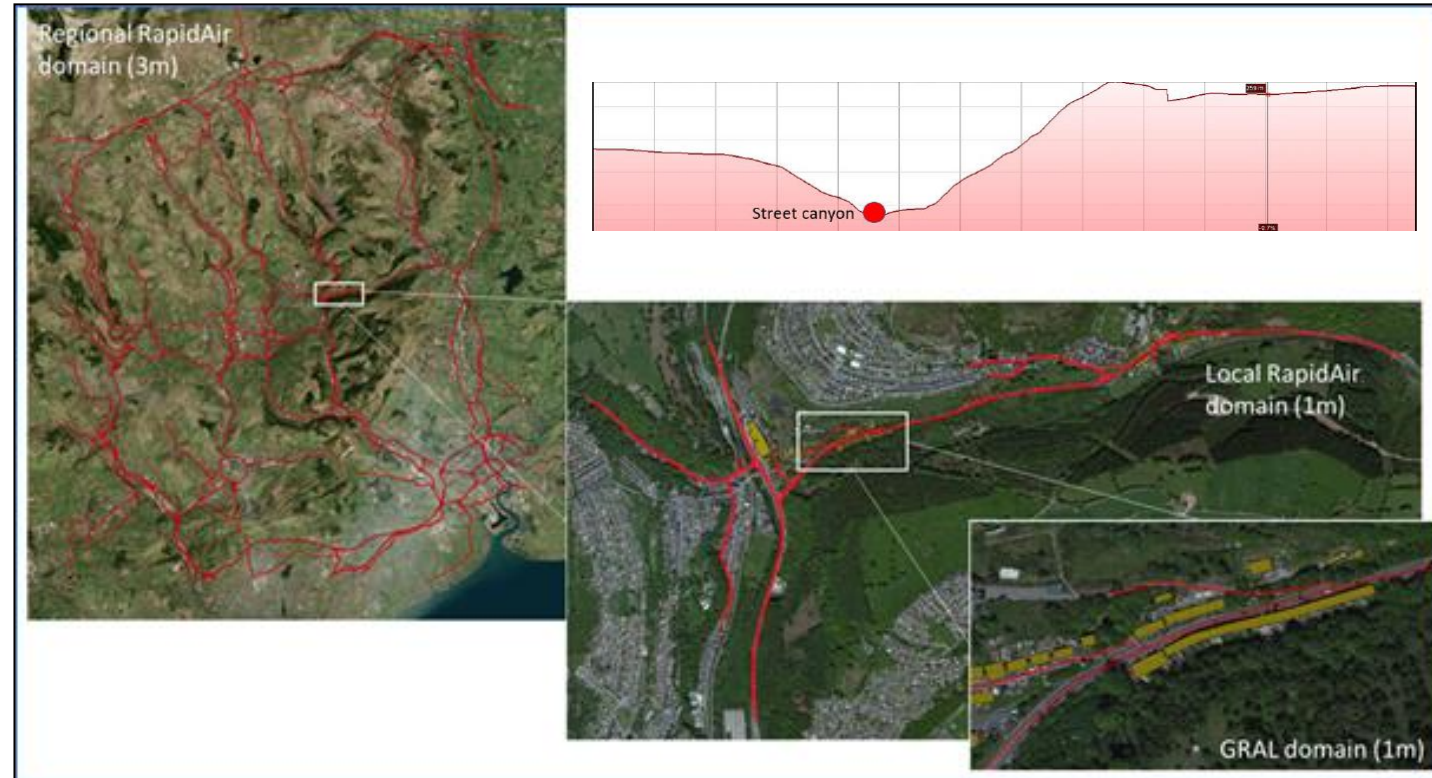 Regional RapidAir
domain (3m)
Street canyon
Local RapidAir
domain (1m)
GRAL domain (1m)